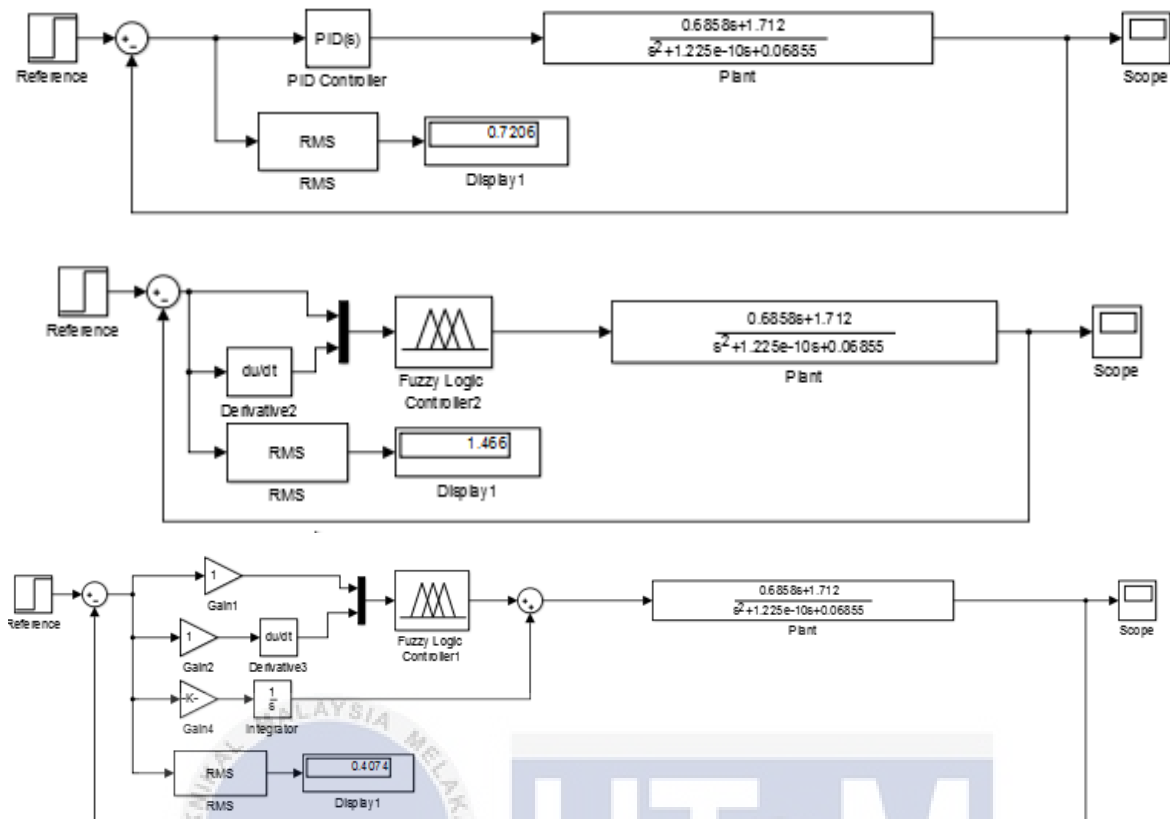 PID(s)
0.6858s+1.712
s²+1.225e-10s+0.06855
Reference
PID Controller
Plant
Scope
RMS
0.7206
RMS
Display1
Reference
0.6858s+1.712
s²+1.225e-10s+0.06855
Plant
Scope
du/dt
Derivative2
Fuzzy Logic
Controller2
RMS
1.466
RMS
Display1
1
Gain1
Reference
0.6858s+1.712
s²+1.225e-10s+0.06855
Plant
Scope
1
Gain2
du/dt
Derivative3
Fuzzy Logic
Controller1
-K-
Gain4
1
s
Integrator
RMS
0.4074
RMS
Display1
MALAYSIA